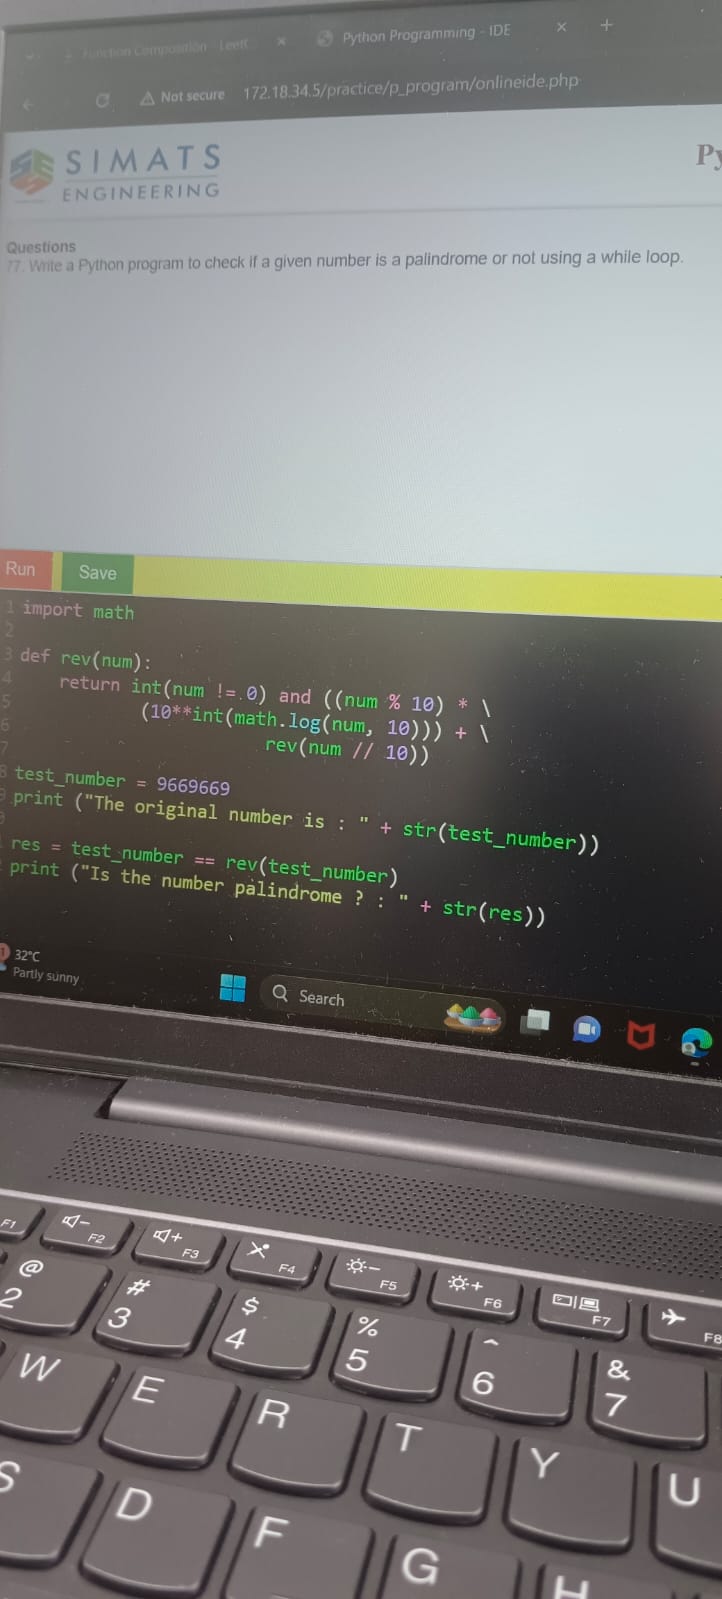 Function Composition - Leet
Python Programming - IDE
Not secure 172.18.34.5/practice/p_program/onlineide.php
SIMATS
ENGINEERING
Py
Questions
77. Write a Python program to check if a given number is a palindrome or not using a while loop.
Run Save
1 import math
2
3 def rev(num):
4 return int(num != 0) and ((num % 10) * \
5 (10**int(math.log(num, 10))) + \
6 rev(num // 10))
7
8 test_number = 9669669
9 print ("The original number is : " + str(test_number))
res = test_number == rev(test_number)
print ("Is the number palindrome ? : " + str(res))
1 32°C
Partly sunny
Search
F1 F2 F3 F4 F5 F6 F7 F8
@ # $ % ^ &
2 3 4 5 6 7
W E R T Y U
S D F G H